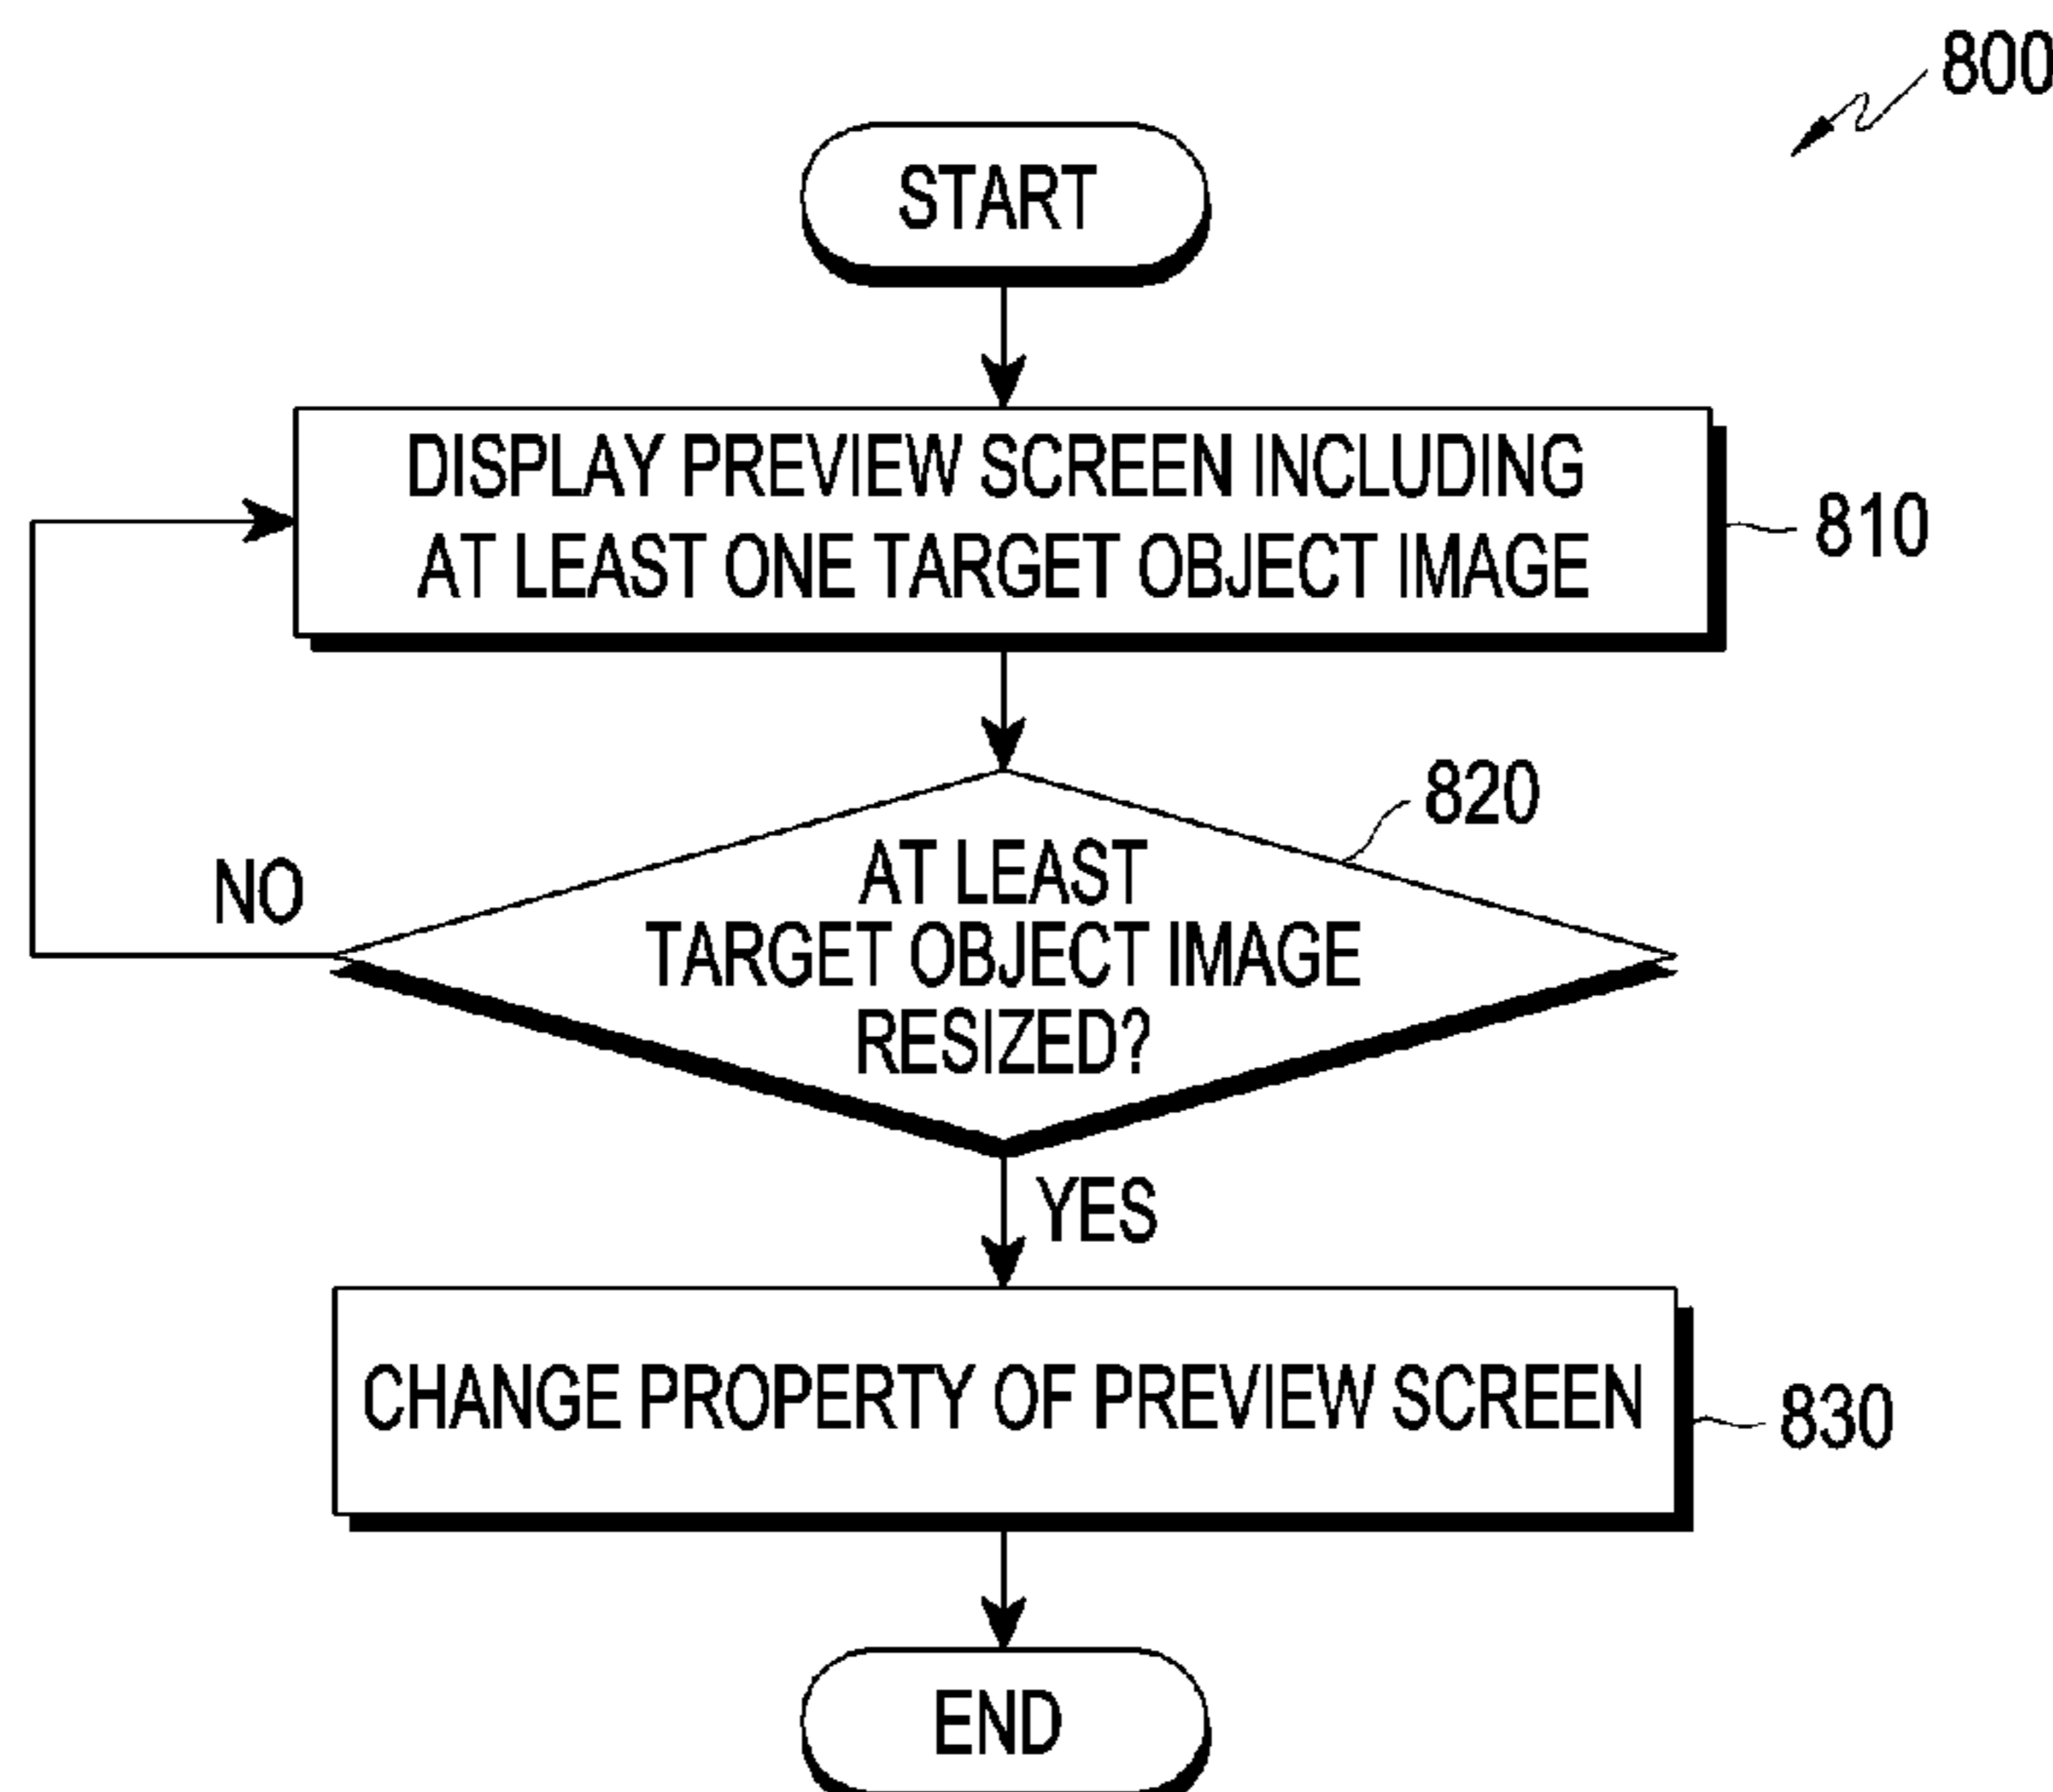 800
START
DISPLAY PREVIEW SCREEN INCLUDING
AT LEAST ONE TARGET OBJECT IMAGE
810
820
AT LEAST
TARGET OBJECT IMAGE
RESIZED?
NO
YES
CHANGE PROPERTY OF PREVIEW SCREEN
830
END